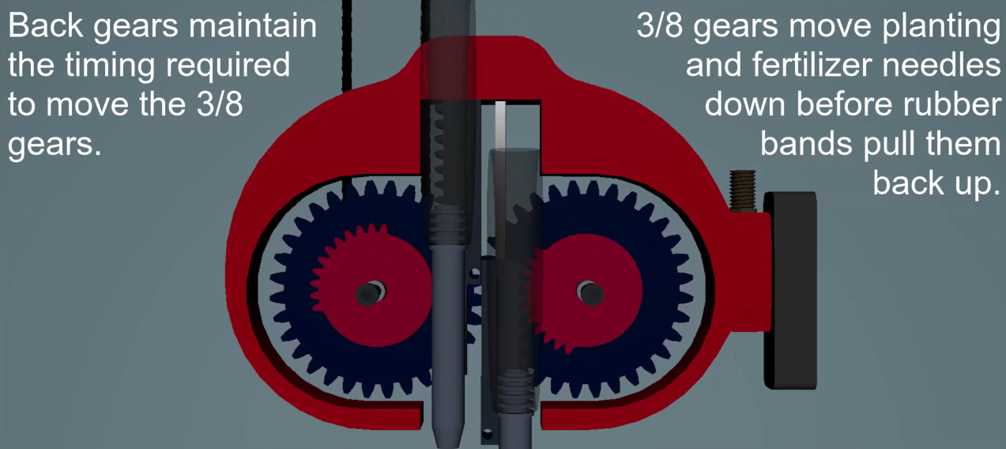 Back gears maintain
the timing required
to move the 3/8
gears.
3/8 gears move planting
and fertilizer needles
down before rubber
bands pull them
back up.